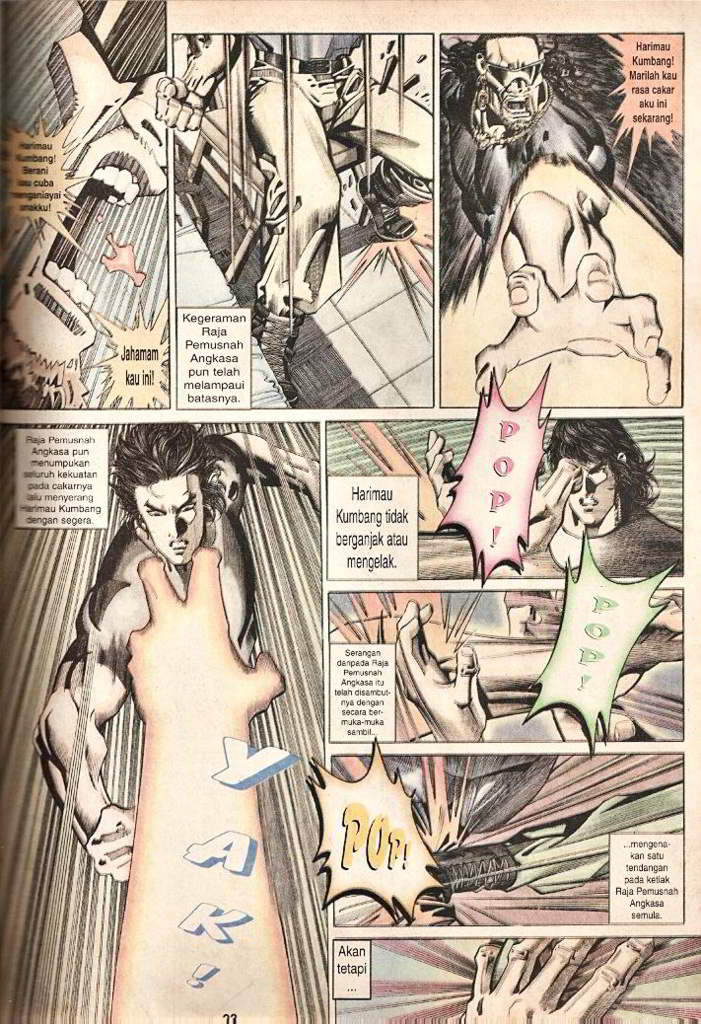 Harimau
Kumbang!
Berani
kau cuba
menganiayai
anakku!
Jahamam
kau ini!
Kegeraman
Raja
Pemusnah
Angkasa
pun telah
melampaui
batasnya.
Harimau
Kumbang!
Marilah kau
rasa cakar
aku ini
sekarang!
Raja Pemusnah
Angkasa pun
menumpukan
seluruh kekuatan
pada cakarnya
lalu menyerang
Harimau Kumbang
dengan segera.
YAK!
POP!
Harimau
Kumbang tidak
berganjak atau
mengelak.
POP!
Serangan
daripada Raja
Pemusnah
Angkasa itu
telah disambut-
nya dengan
secara ber-
muka-muka
sambil...
POP!
...mengena-
kan satu
tendangan
pada ketiak
Raja Pemusnah
Angkasa
semula.
Akan
tetapi
...
33